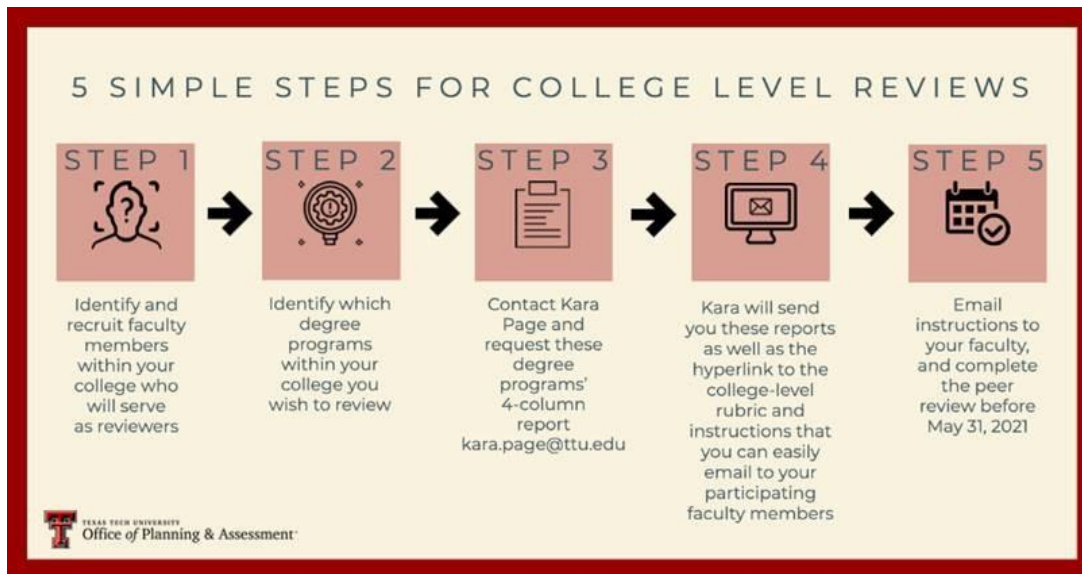 5 SIMPLE STEPS FOR COLLEGE LEVEL REVIEWS
STEP 1
Identify and
recruit faculty
members
within your
college who
will serve
as reviewers
STEP 2
Identify which
degree
programs
within your
college you
wish to review
STEP 3
Contact Kara
Page and
request these
degree
programs'
4-column
report
kara.page@ttu.edu
STEP 4
Kara will send
you these reports
as well as the
hyperlink to the
college-level
rubric and
instructions that
you can easily
email to your
participating
faculty members
STEP 5
Email
instructions to
your faculty,
and complete
the peer
review before
May 31, 2021
TEXAS TECH UNIVERSITY
Office of Planning & Assessment